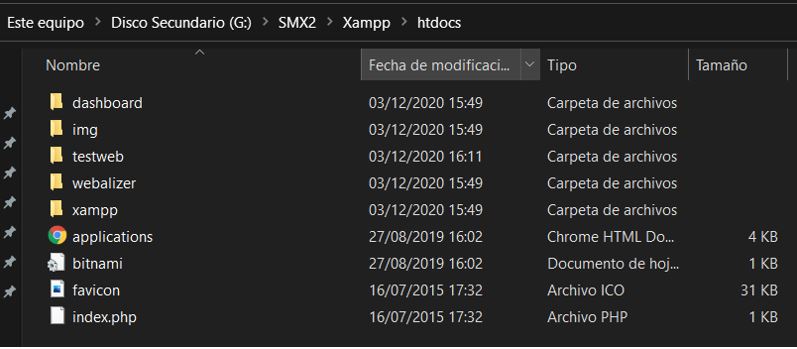 Este equipo > Disco Secundario (G:) > SMX2 > Xampp > htdocs
Nombre Fecha de modificaci... Tipo Tamaño
dashboard 03/12/2020 15:49 Carpeta de archivos
img 03/12/2020 15:49 Carpeta de archivos
testweb 03/12/2020 16:11 Carpeta de archivos
webalizer 03/12/2020 15:49 Carpeta de archivos
xampp 03/12/2020 15:49 Carpeta de archivos
applications 27/08/2019 16:02 Chrome HTML Do... 4 KB
bitnami 27/08/2019 16:02 Documento de hoj... 1 KB
favicon 16/07/2015 17:32 Archivo ICO 31 KB
index.php 16/07/2015 17:32 Archivo PHP 1 KB